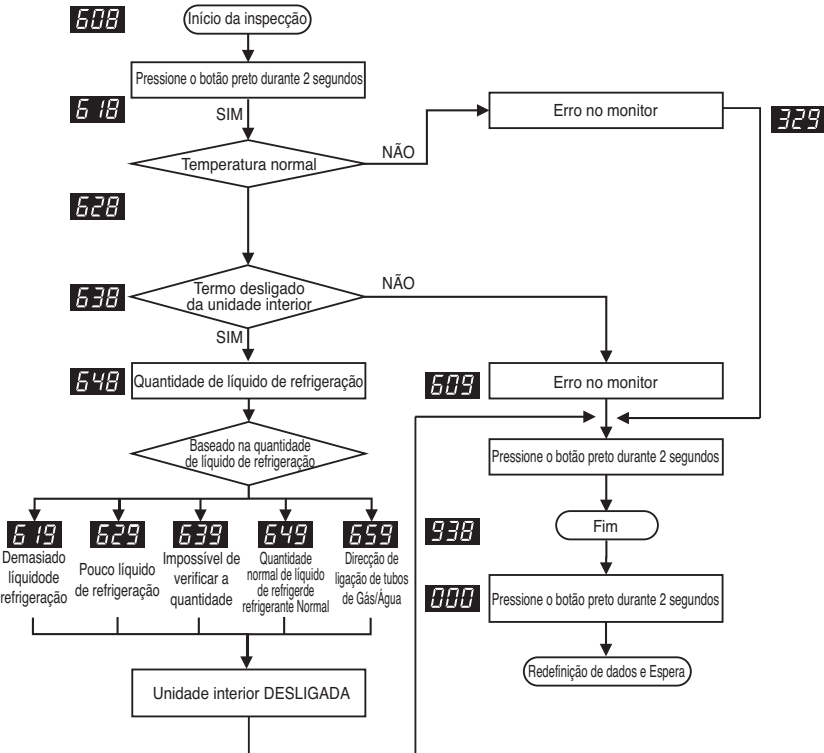 608
Início da inspecção
Pressione o botão preto durante 2 segundos
618
SIM
Erro no monitor
329
Temperatura normal
NÃO
628
638
Termo desligado
da unidade interior
NÃO
SIM
648
Quantidade de líquido de refrigeração
609
Erro no monitor
Baseado na quantidade
de líquido de refrigeração
Pressione o botão preto durante 2 segundos
619
Demasiado
líquidode
refrigeração
629
Pouco líquido
de refrigeração
639
Impossível de
verificar a
quantidade
649
Quantidade
normal de líquido
de refrigerde
refrigerante Normal
659
Direcção de
ligação de tubos
de Gás/Água
938
Fim
000
Pressione o botão preto durante 2 segundos
Unidade interior DESLIGADA
Redefinição de dados e Espera